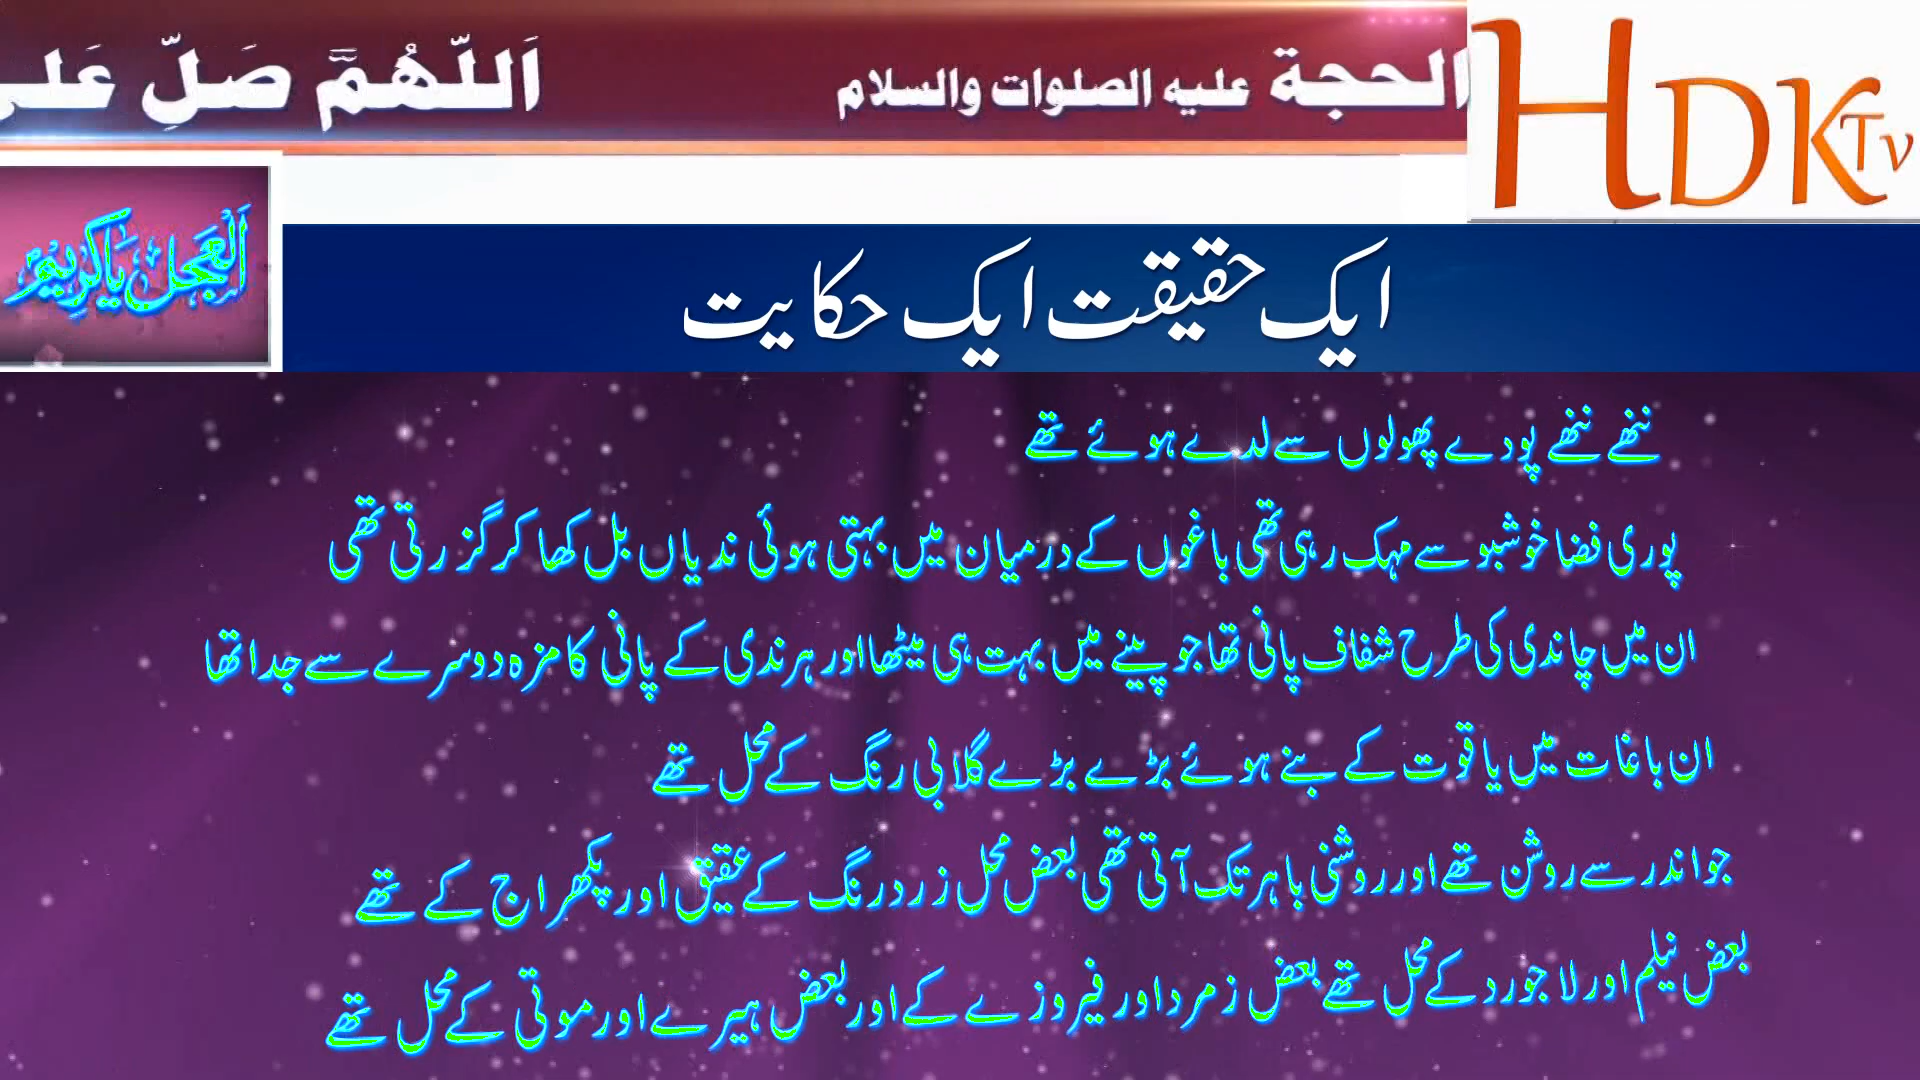 الحجة عليه الصلوات والسلام
اَللّٰهُمَّ صَلِّ عَلى
HDK Tv
اَلْعَجَل یَا کَرِیْمُ
ایک حقیقت ایک حکایت
ننھے ننھے پودے پھولوں سے لدے ہوئے تھے
پوری فضا خوشبو سے مہک رہی تھی باغوں کے درمیان میں بہتی ہوئی ندیاں بل کھا کر گزرتی تھی
ان میں چاندی کی طرح شفاف پانی تھا جو پینے میں بہت ہی میٹھا اور ہر ندی کے پانی کا مزہ دوسرے سے جدا تھا
ان باغات میں یاقوت کے بنے ہوئے بڑے بڑے گلابی رنگ کے محل تھے
جو اندر سے روشن تھے اور روشنی باہر تک آتی تھی بعض محل زرد رنگ کے عقیق اور پکھراج کے تھے
بعض نیلم اور لاجورد کے محل تھے بعض زمرد اور فیروزے کے اور بعض ہیرے اور موتی کے محل تھے